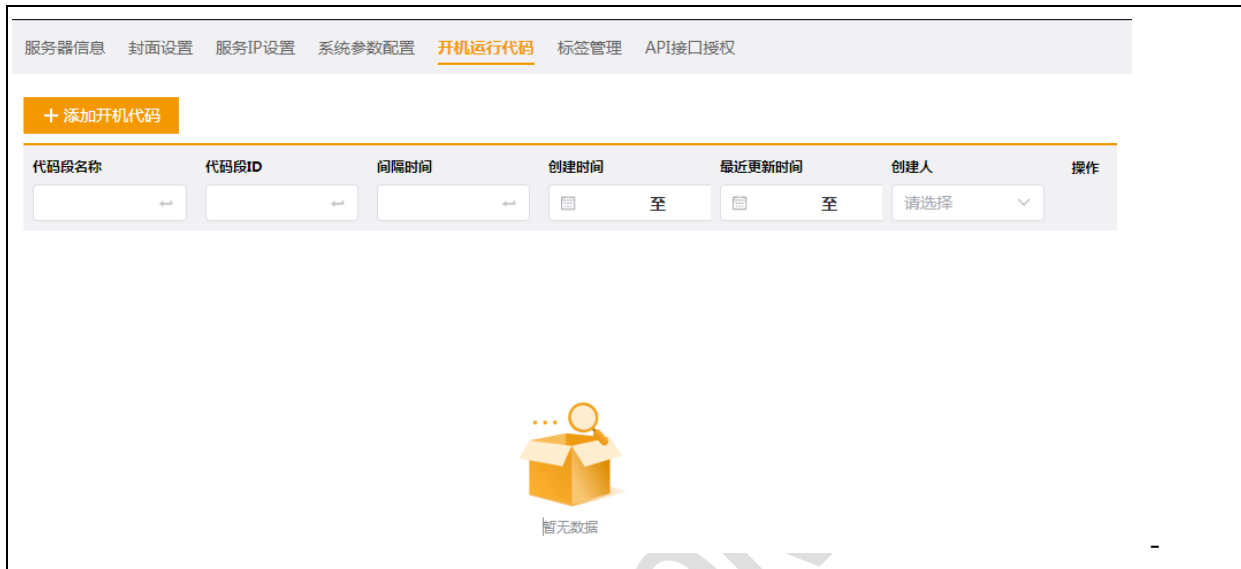 服务器信息 封面设置 服务IP设置 系统参数配置 开机运行代码 标签管理 API接口授权
+ 添加开机代码
代码段名称 代码段ID 间隔时间 创建时间 最近更新时间 创建人 操作
至 至 请选择
暂无数据
-